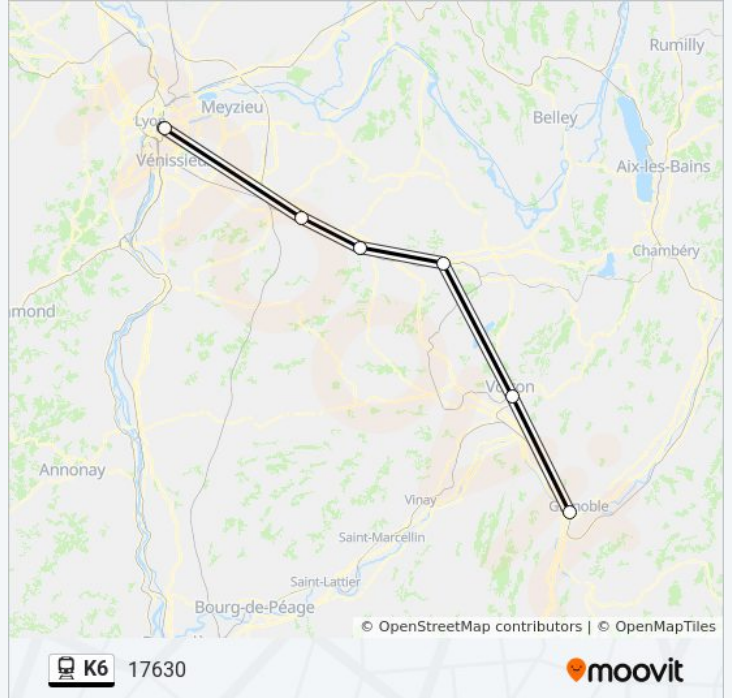 Rumilly
Meyzieu
Lyon
Belley
Vénissieux
Aix-les-Bains
Chambéry
mond
Voiron
Annonay
Vinay
Grenoble
Saint-Marcellin
Saint-Lattier
Bourg-de-Péage
© OpenStreetMap contributors | © OpenMapTiles
K6 17630 moovit